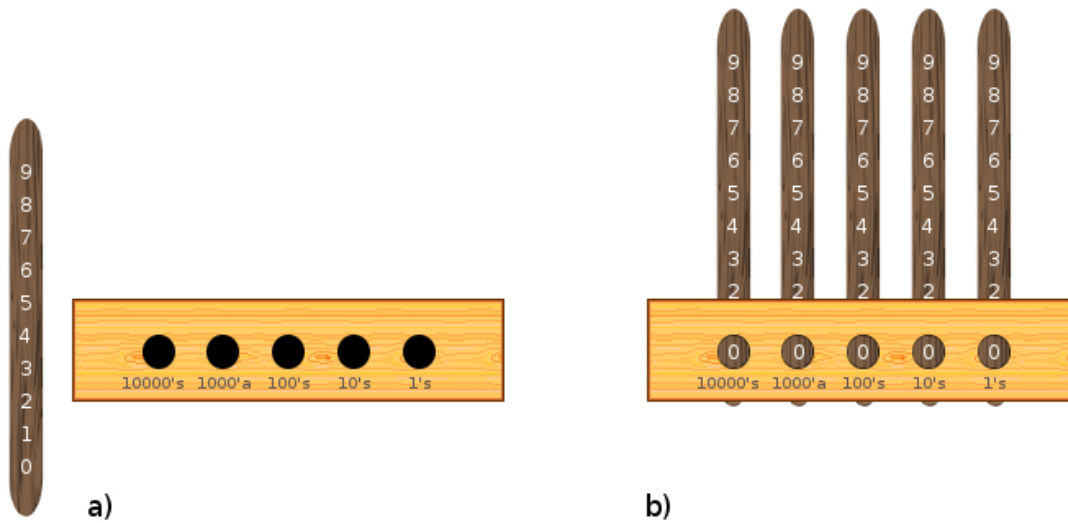 9 9 9 9 9
8 8 8 8 8
7 7 7 7 7
6 6 6 6 6
5 5 5 5 5
4 4 4 4 4
3 3 3 3 3
2 2 2 2 2
0 0 0 0 0
10000's 1000'a 100's 10's 1's
9
8
7
6
5
4
3
2
1
0
10000's 1000'a 100's 10's 1's
a)
b)